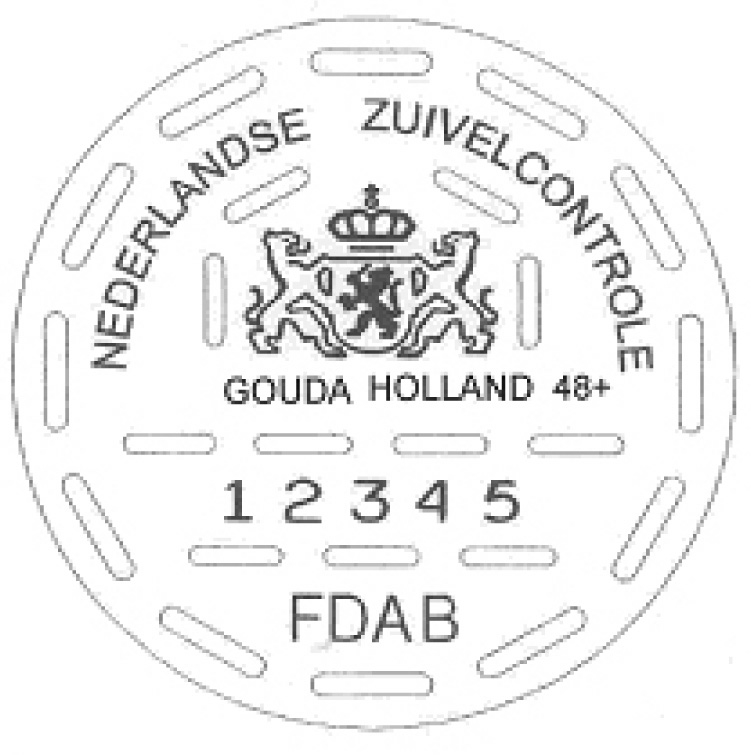 NEDERLANDSE ZUIVELCONTROLE
GOUDA HOLLAND 48+
1 2 3 4 5
FDAB